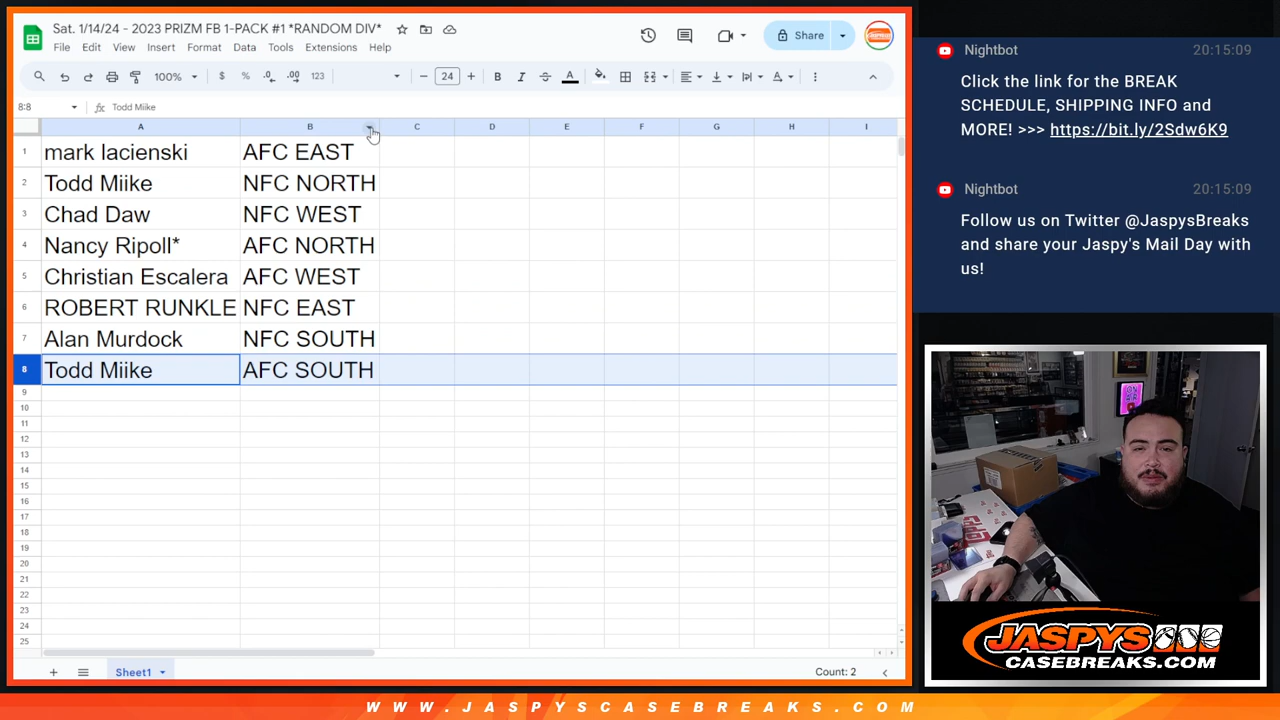 Sat. 1/14/24 - 2023 PRIZM FB 1-PACK #1 *RANDOM DIV*
File Edit View Insert Format Data Tools Extensions Help
Share
100% $ % .0 .00 123 24 B I A
8:8 fx Todd Miike
A B C D E F G H I
1 mark lacienski AFC EAST
2 Todd Miike NFC NORTH
3 Chad Daw NFC WEST
4 Nancy Ripoll* AFC NORTH
5 Christian Escalera AFC WEST
6 ROBERT RUNKLE NFC EAST
7 Alan Murdock NFC SOUTH
8 Todd Miike AFC SOUTH
9
10
11
12
13
14
15
16
17
18
19
20
21
22
23
24
25
Sheet1
Count: 2
Nightbot 20:15:09
Click the link for the BREAK
SCHEDULE, SHIPPING INFO and
MORE! >>> https://bit.ly/2Sdw6K9
Nightbot 20:15:09
Follow us on Twitter @JaspysBreaks
and share your Jaspy's Mail Day with
us!
JASPYS
CASEBREAKS.COM
WWW.JASPYSCASEBREAKS.COM